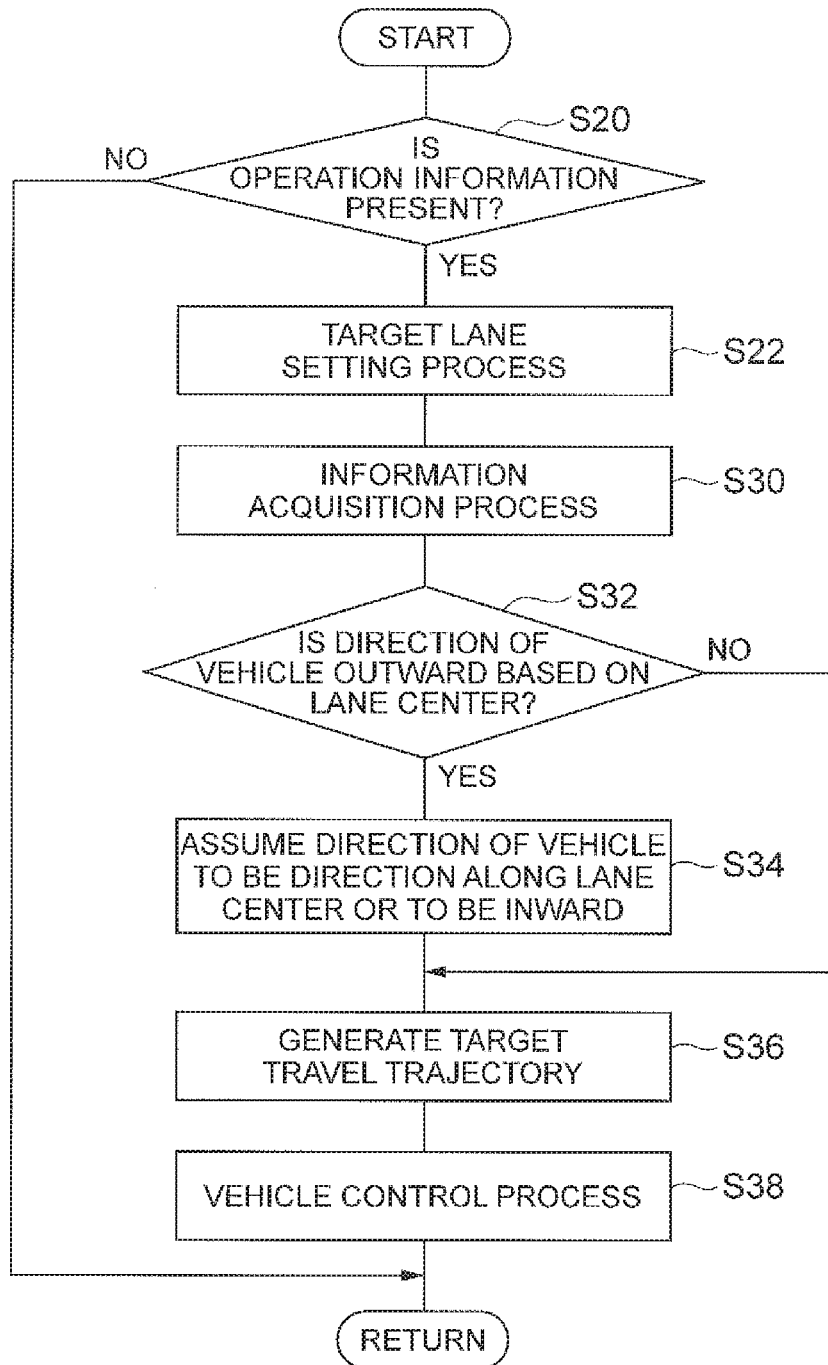 START
S20
NO
IS
OPERATION INFORMATION
PRESENT?
YES
TARGET LANE
SETTING PROCESS
S22
INFORMATION
ACQUISITION PROCESS
S30
S32
IS DIRECTION OF
VEHICLE OUTWARD BASED ON
LANE CENTER?
NO
YES
ASSUME DIRECTION OF VEHICLE
TO BE DIRECTION ALONG LANE
CENTER OR TO BE INWARD
S34
GENERATE TARGET
TRAVEL TRAJECTORY
S36
VEHICLE CONTROL PROCESS
S38
RETURN